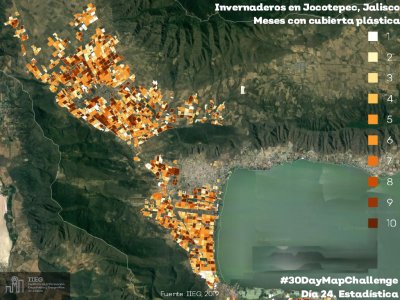 Invernaderos en Jocotepec, Jalisco
Meses con cubierta plástica
1
2
3
4
5
6
7
8
9
10
IIEG
#30DayMapChallenge
Fuente IIEG, 2019
Día 24, Estadística